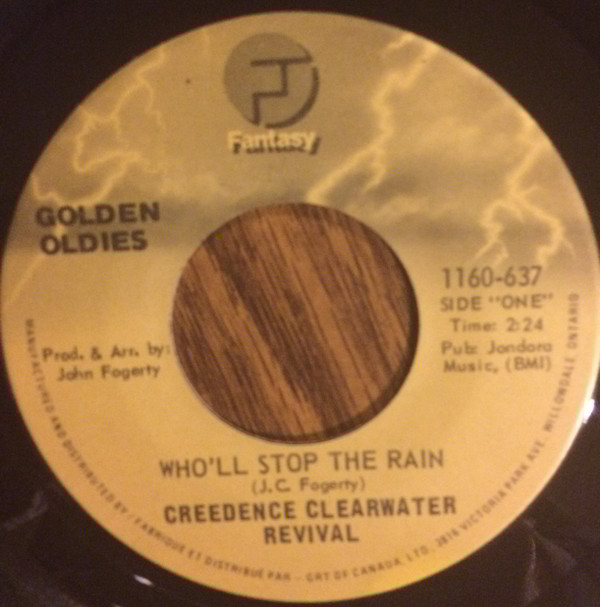 Fantasy
GOLDEN
OLDIES
1160-637
SIDE "ONE"
Time: 2:24
Pub: Jondora
Music, (BMI)
Prod. & Arr. by:
John Fogerty
WHO'LL STOP THE RAIN
(J.C. Fogerty)
CREEDENCE CLEARWATER
REVIVAL
MANUFACTURED AND DISTRIBUTED BY / FABRIQUÉ ET DISTRIBUÉ PAR - GRT OF CANADA, LTD, 3816 VICTORIA PARK AVE. WILLOWDALE ONTARIO